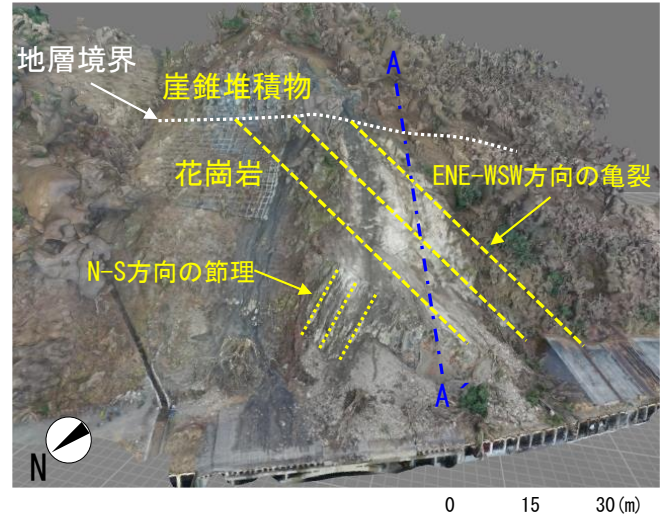 地層境界
崖錐堆積物
A
花崗岩
ENE-WSW方向の亀裂
N-S方向の節理
A´
N
0 15 30(m)